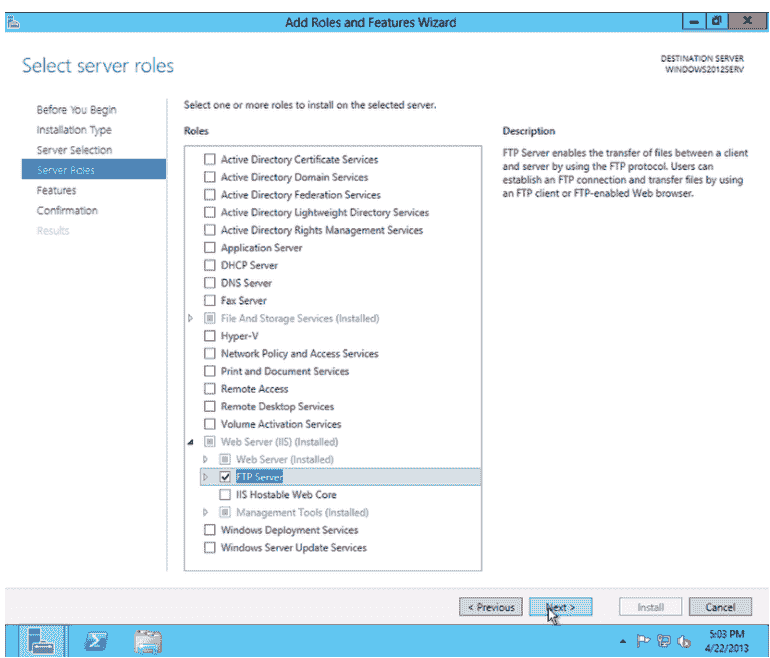 Add Roles and Features Wizard
Select server roles
DESTINATION SERVER
WINDOWS2012SERV
Before You Begin
Installation Type
Server Selection
Server Roles
Features
Confirmation
Results
Select one or more roles to install on the selected server.
Roles
Active Directory Certificate Services
Active Directory Domain Services
Active Directory Federation Services
Active Directory Lightweight Directory Services
Active Directory Rights Management Services
Application Server
DHCP Server
DNS Server
Fax Server
File And Storage Services (Installed)
Hyper-V
Network Policy and Access Services
Print and Document Services
Remote Access
Remote Desktop Services
Volume Activation Services
Web Server (IIS) (Installed)
Web Server (Installed)
FTP Server
IIS Hostable Web Core
Management Tools (Installed)
Windows Deployment Services
Windows Server Update Services
Description
FTP Server enables the transfer of files between a client
and server by using the FTP protocol. Users can
establish an FTP connection and transfer files by using
an FTP client or FTP-enabled Web browser.
< Previous
Next >
Install
Cancel
5:03 PM
4/22/2013